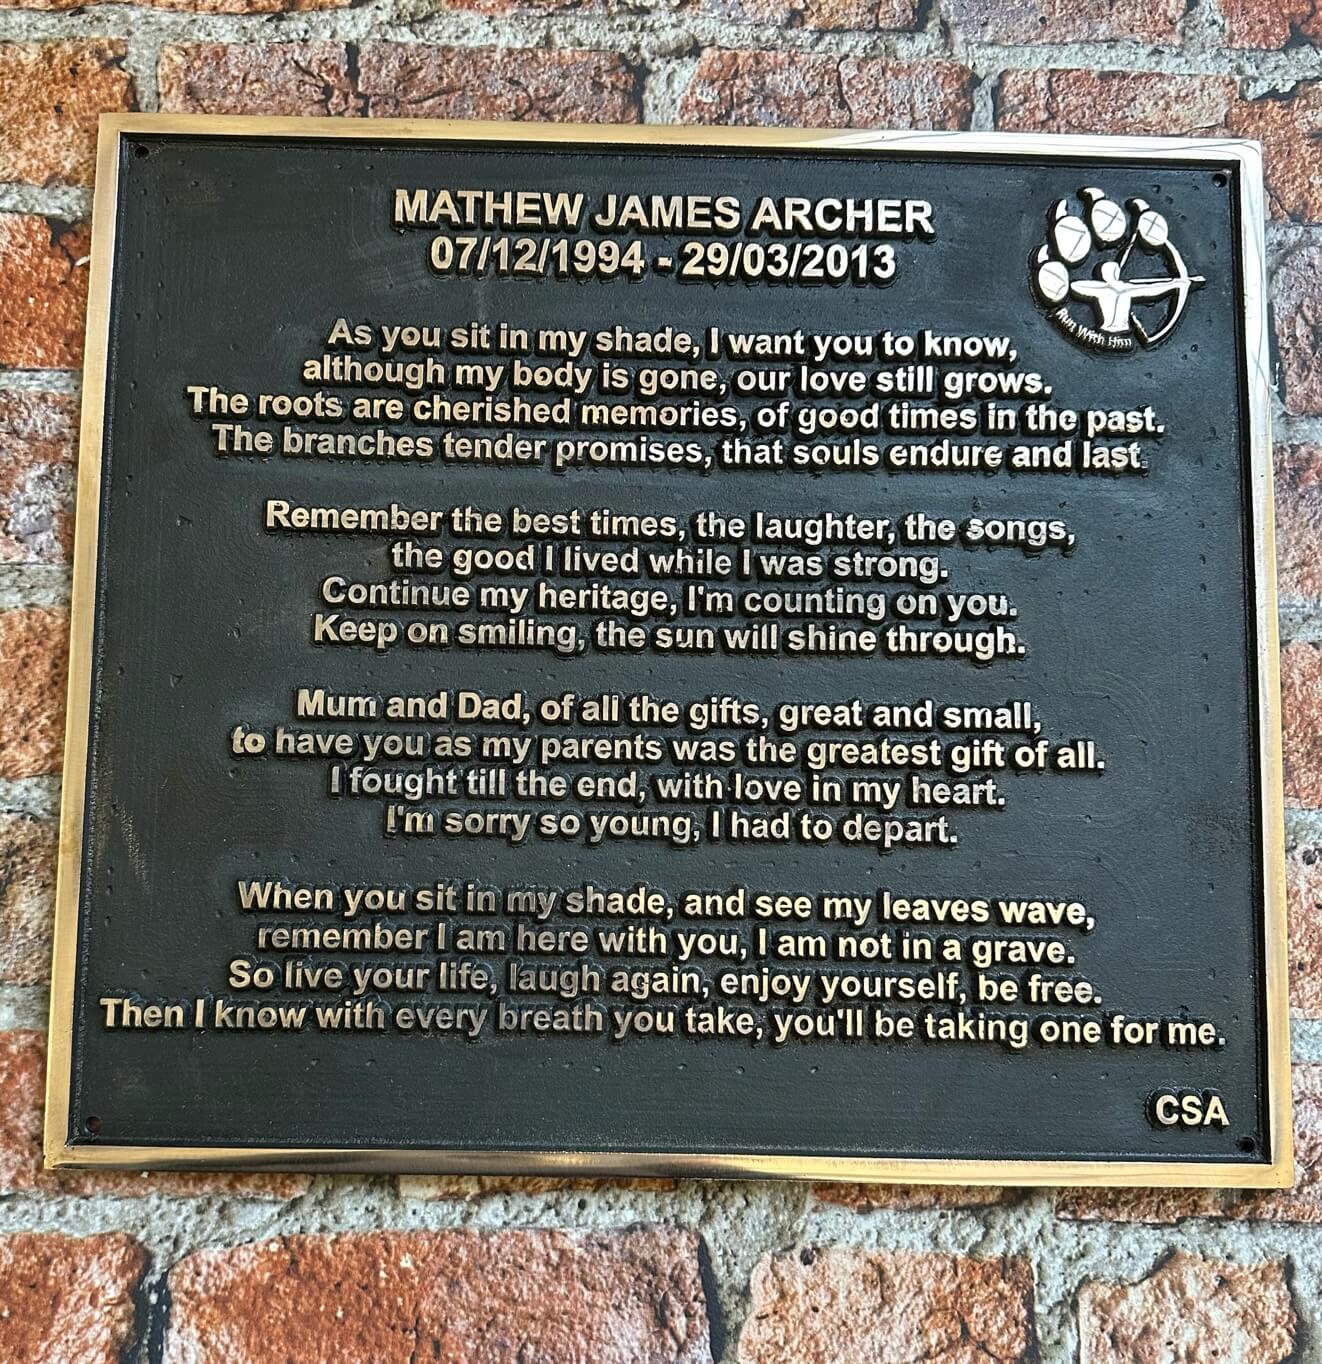 MATHEW JAMES ARCHER
07/12/1994 - 29/03/2013
Run With Him
As you sit in my shade, I want you to know,
although my body is gone, our love still grows.
The roots are cherished memories, of good times in the past.
The branches tender promises, that souls endure and last.
Remember the best times, the laughter, the songs,
the good I lived while I was strong.
Continue my heritage, I'm counting on you.
Keep on smiling, the sun will shine through.
Mum and Dad, of all the gifts, great and small,
to have you as my parents was the greatest gift of all.
I fought till the end, with love in my heart.
I'm sorry so young, I had to depart.
When you sit in my shade, and see my leaves wave,
remember I am here with you, I am not in a grave.
So live your life, laugh again, enjoy yourself, be free.
Then I know with every breath you take, you'll be taking one for me.
CSA